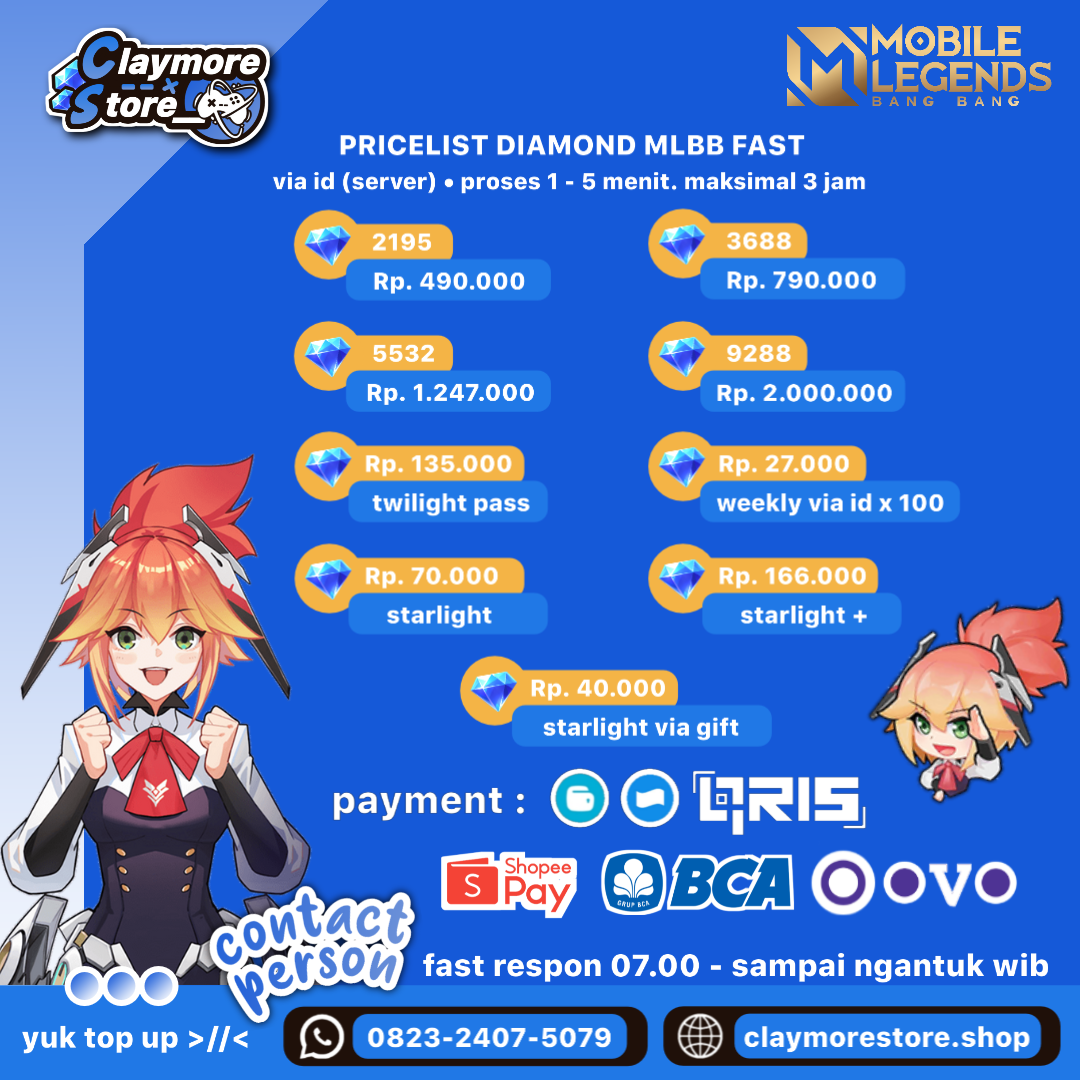 Claymore
Store_
MOBILE
LEGENDS
BANG BANG
PRICELIST DIAMOND MLBB FAST
via id (server) • proses 1 - 5 menit. maksimal 3 jam
2195
Rp. 490.000
3688
Rp. 790.000
5532
Rp. 1.247.000
9288
Rp. 2.000.000
Rp. 135.000
twilight pass
Rp. 27.000
weekly via id x 100
Rp. 70.000
starlight
Rp. 166.000
starlight +
Rp. 40.000
starlight via gift
payment :
QRIS
S
Shopee
Pay
GRUP BCA
BCA
OVO
contact
person
fast respon 07.00 - sampai ngantuk wib
yuk top up >//<
0823-2407-5079
claymorestore.shop